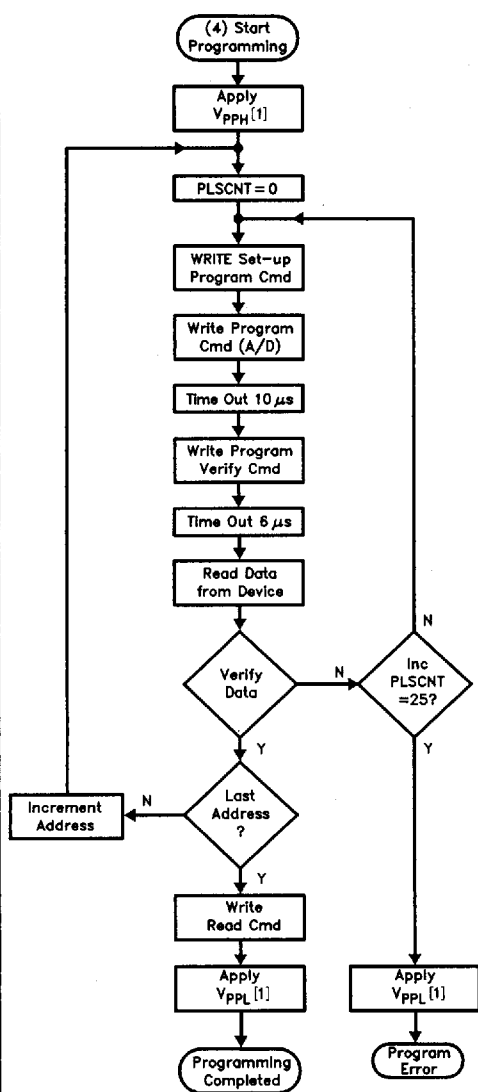 (4) Start
Programming
Apply
VPPH [1]
PLSCNT = 0
WRITE Set-up
Program Cmd
Write Program
Cmd (A/D)
Time Out 10 μs
Write Program
Verify Cmd
Time Out 6 μs
Read Data
from Device
Verify
Data
N
Inc
PLSCNT
=25?
N
Y
Y
Last
Address
?
N
Increment
Address
Y
Write
Read Cmd
Apply
VPPL [1]
Programming
Completed
Apply
VPPL [1]
Program
Error